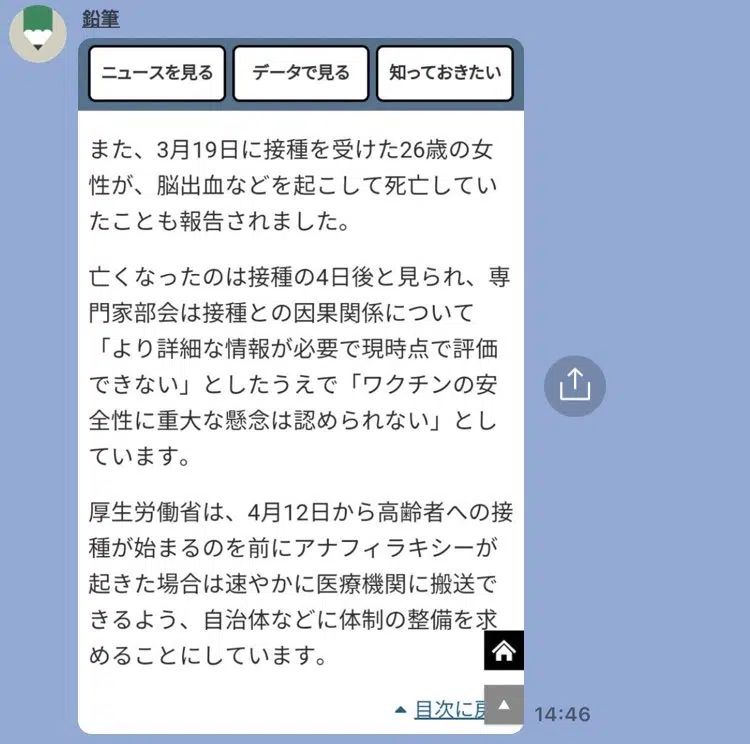 鉛筆
ニュースを見る データで見る 知っておきたい
また、3月19日に接種を受けた26歳の女
性が、脳出血などを起こして死亡してい
たことも報告されました。
亡くなったのは接種の4日後と見られ、専
門家部会は接種との因果関係について
「より詳細な情報が必要で現時点で評価
できない」としたうえで「ワクチンの安
全性に重大な懸念は認められない」とし
ています。
厚生労働省は、4月12日から高齢者への接
種が始まるのを前にアナフィラキシーが
起きた場合は速やかに医療機関に搬送で
きるよう、自治体などに体制の整備を求
めることにしています。
目次に戻
14:46